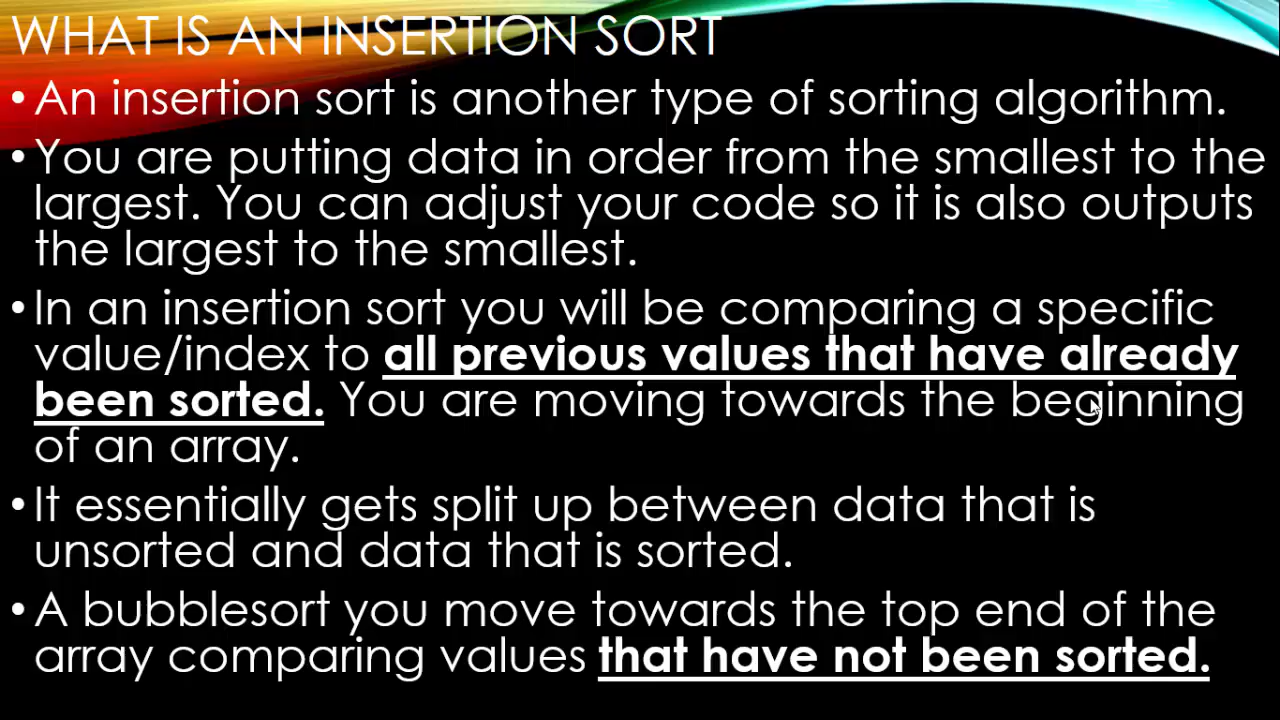 WHAT IS AN INSERTION SORT
• An insertion sort is another type of sorting algorithm.
• You are putting data in order from the smallest to the
largest. You can adjust your code so it is also outputs
the largest to the smallest.
• In an insertion sort you will be comparing a specific
value/index to all previous values that have already
been sorted. You are moving towards the beginning
of an array.
• It essentially gets split up between data that is
unsorted and data that is sorted.
• A bubblesort you move towards the top end of the
array comparing values that have not been sorted.